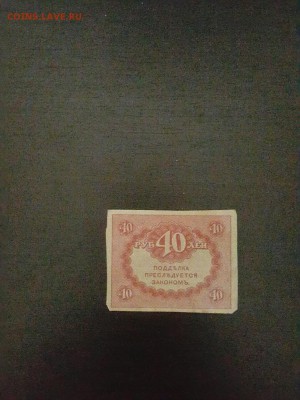 COINS.LAVE.RU
40 40
РУБ 40 ЛЕЙ
ПОДДѢЛКА
ПРЕСЛѢДУЕТСЯ
ЗАКОНОМЪ.
40 40